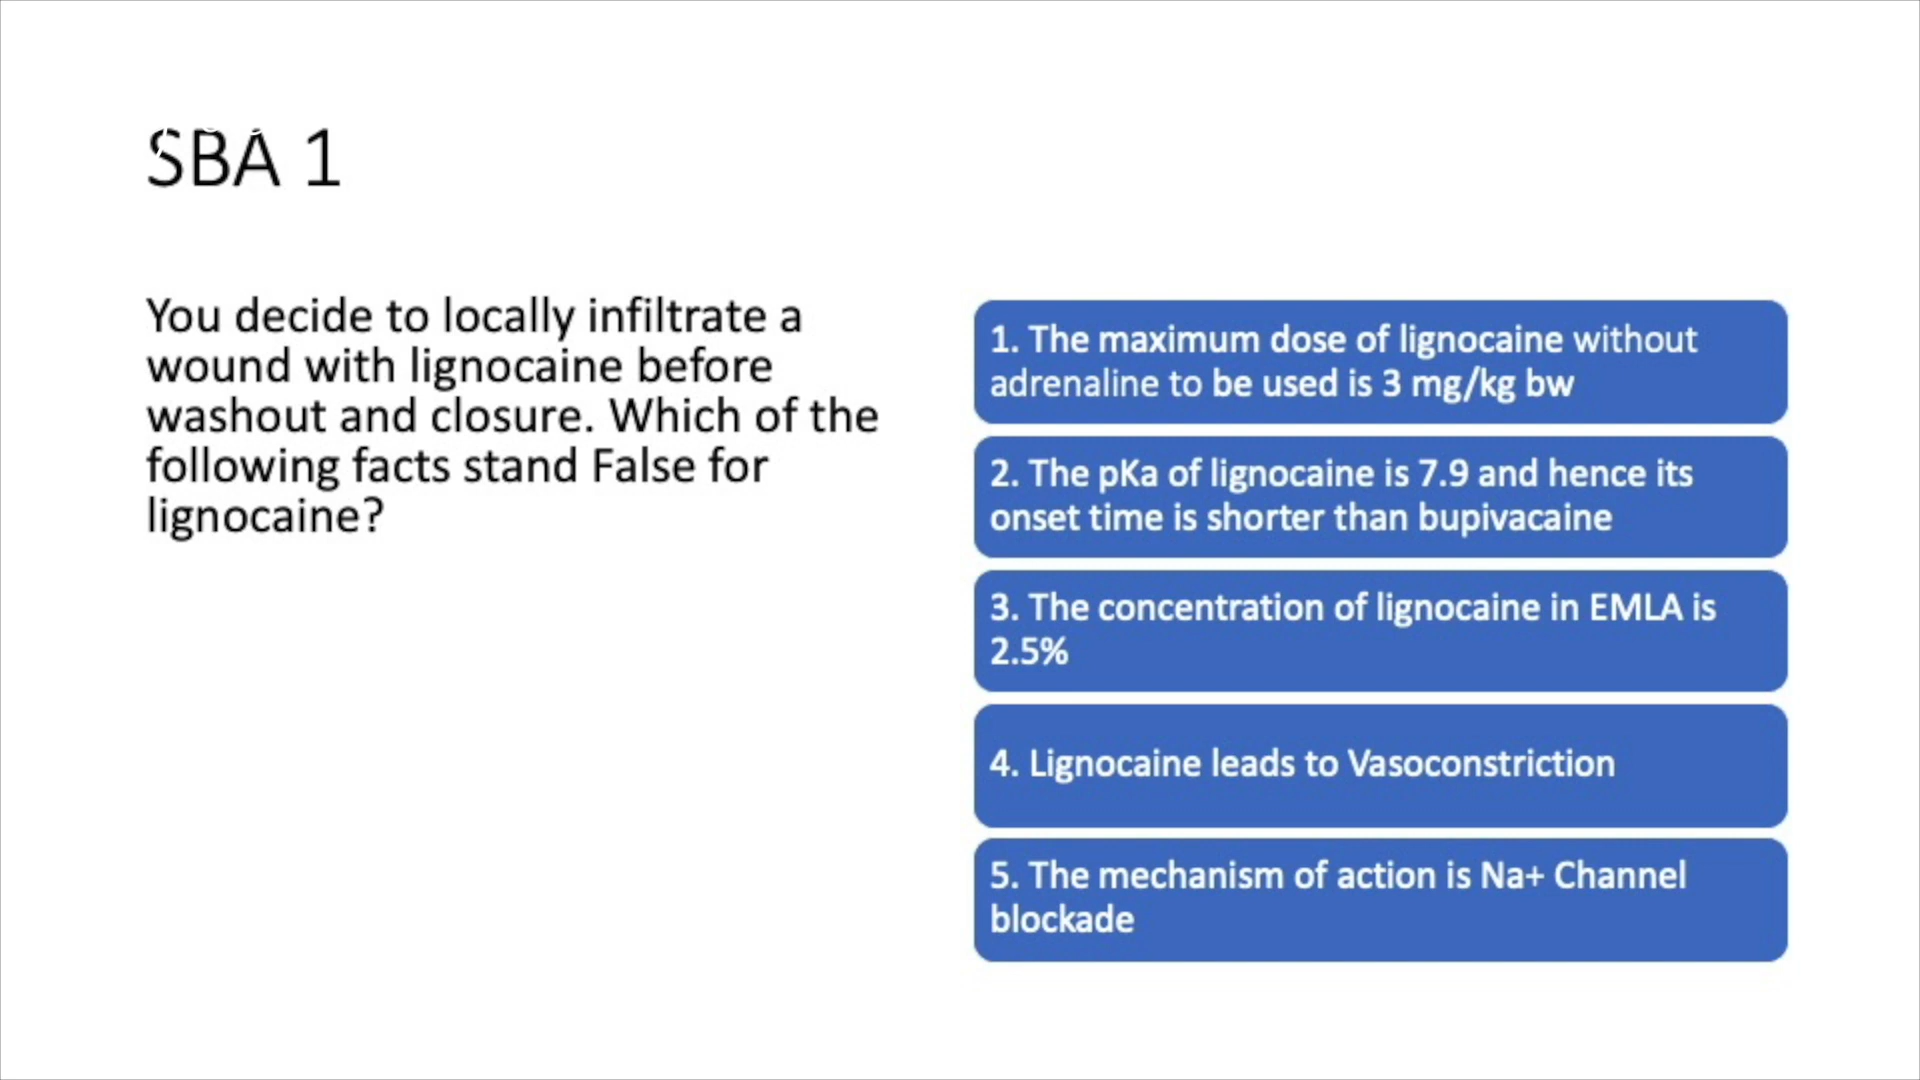 SBA 1
You decide to locally infiltrate a
wound with lignocaine before
washout and closure. Which of the
following facts stand False for
lignocaine?
1. The maximum dose of lignocaine without
adrenaline to be used is 3 mg/kg bw
2. The pKa of lignocaine is 7.9 and hence its
onset time is shorter than bupivacaine
3. The concentration of lignocaine in EMLA is
2.5%
4. Lignocaine leads to Vasoconstriction
5. The mechanism of action is Na+ Channel
blockade